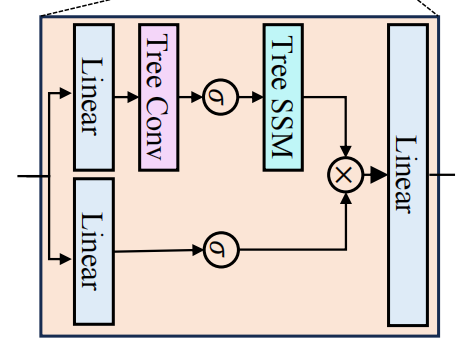 Linear
Tree Conv
σ
Tree SSM
×
Linear
Linear
σ